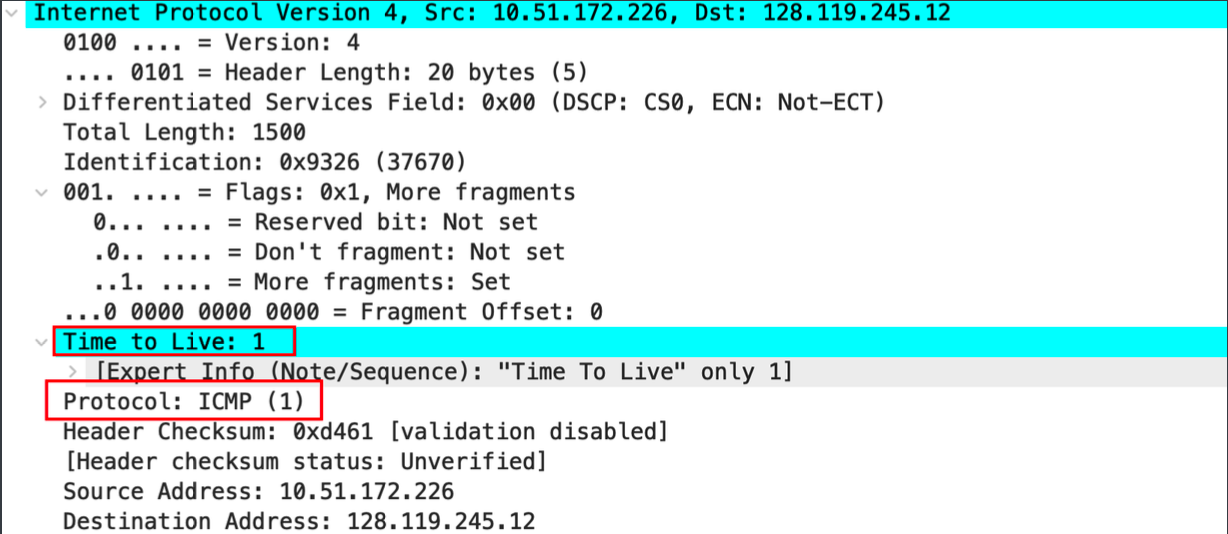 Internet Protocol Version 4, Src: 10.51.172.226, Dst: 128.119.245.12
0100 .... = Version: 4
.... 0101 = Header Length: 20 bytes (5)
Differentiated Services Field: 0x00 (DSCP: CS0, ECN: Not-ECT)
Total Length: 1500
Identification: 0x9326 (37670)
001. .... = Flags: 0x1, More fragments
0... .... = Reserved bit: Not set
.0.. .... = Don't fragment: Not set
..1. .... = More fragments: Set
...0 0000 0000 0000 = Fragment Offset: 0
Time to Live: 1
[Expert Info (Note/Sequence): "Time To Live" only 1]
Protocol: ICMP (1)
Header Checksum: 0xd461 [validation disabled]
[Header checksum status: Unverified]
Source Address: 10.51.172.226
Destination Address: 128.119.245.12